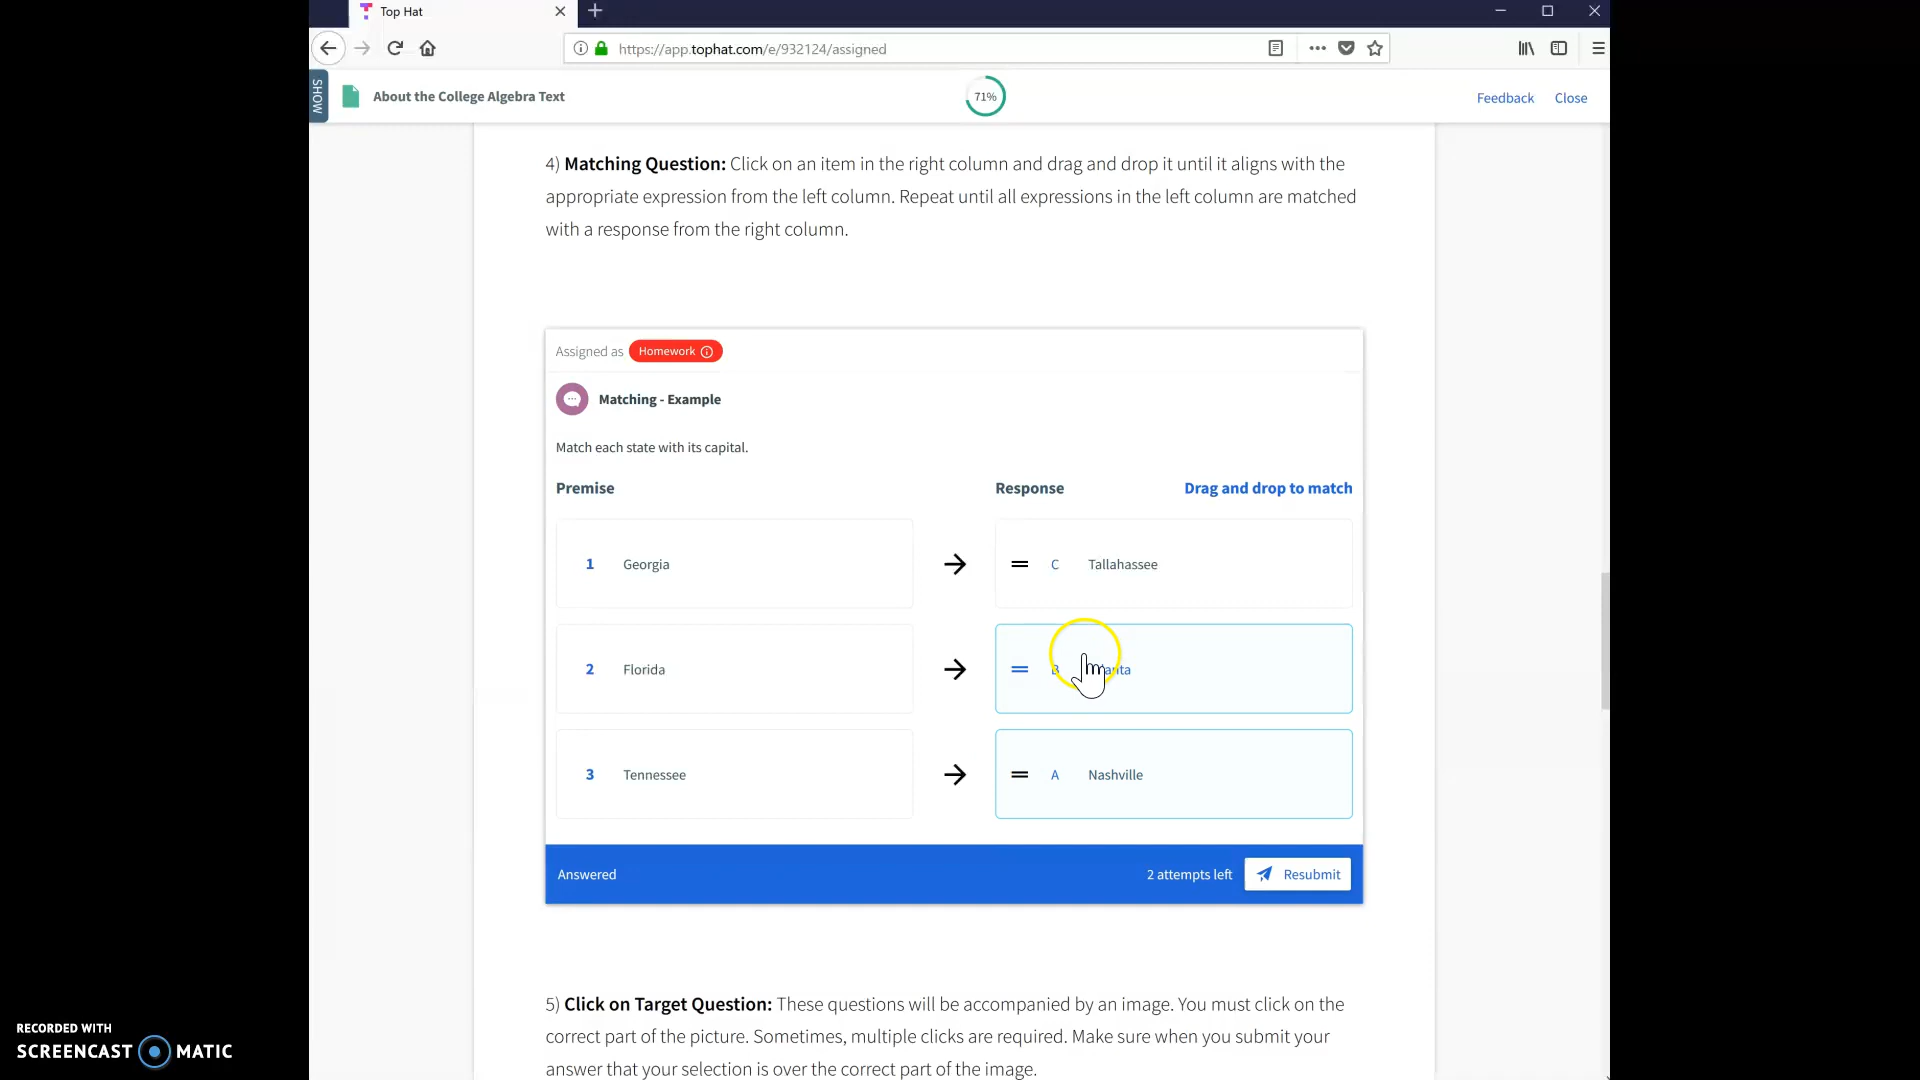 Top Hat
https://app.tophat.com/e/932124/assigned
SHOW
About the College Algebra Text
71%
Feedback
Close
4) Matching Question: Click on an item in the right column and drag and drop it until it aligns with the
appropriate expression from the left column. Repeat until all expressions in the left column are matched
with a response from the right column.
Assigned as Homework
Matching - Example
Match each state with its capital.
Premise
Response
Drag and drop to match
1 Georgia
C Tallahassee
2 Florida
B
3 Tennessee
A Nashville
Answered
2 attempts left
Resubmit
5) Click on Target Question: These questions will be accompanied by an image. You must click on the
correct part of the picture. Sometimes, multiple clicks are required. Make sure when you submit your
answer that your selection is over the correct part of the image.
RECORDED WITH
SCREENCAST MATIC